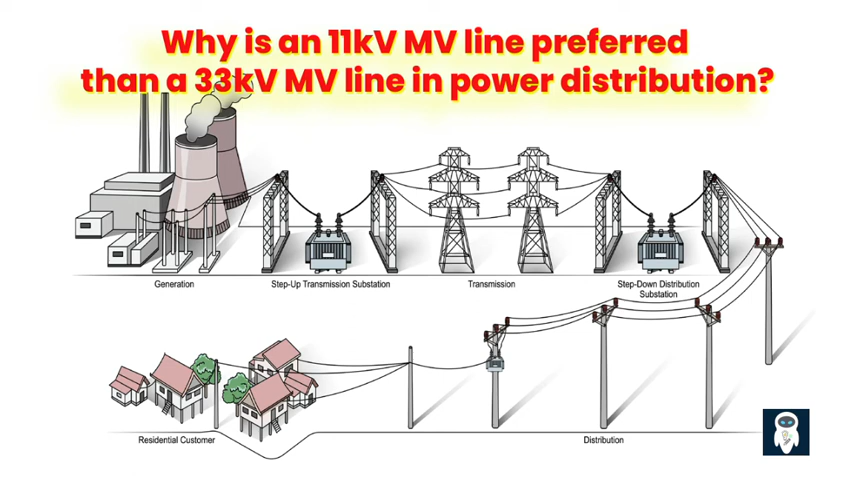 Why is an 11kV MV line preferred
than a 33kV MV line in power distribution?
Generation
Step-Up Transmission Substation
Transmission
Step-Down Distribution
Substation
Residential Customer
Distribution